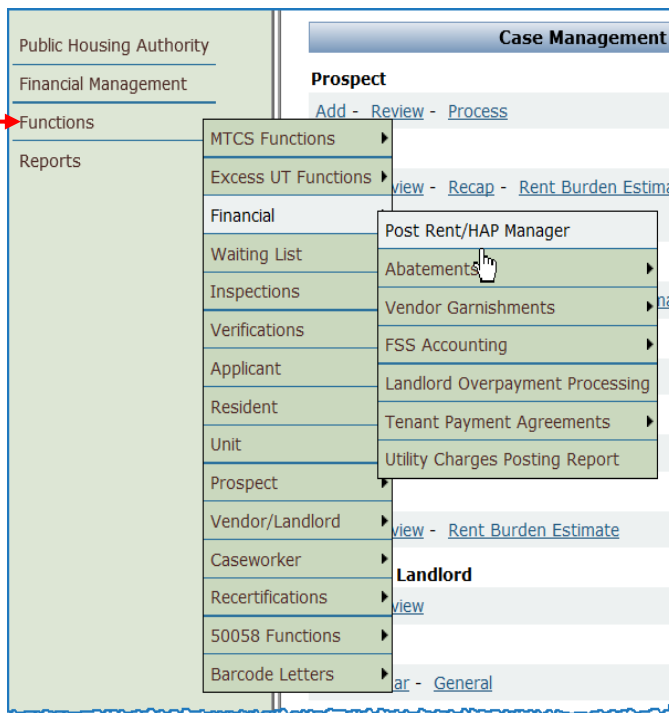 Public Housing Authority
Financial Management
Functions
Reports
MTCS Functions
Excess UT Functions
Financial
Waiting List
Inspections
Verifications
Applicant
Resident
Unit
Prospect
Vendor/Landlord
Caseworker
Recertifications
50058 Functions
Barcode Letters
Post Rent/HAP Manager
Abatements
Vendor Garnishments
FSS Accounting
Landlord Overpayment Processing
Tenant Payment Agreements
Utility Charges Posting Report
Case Management
Prospect
Add - Review - Process
view - Recap - Rent Burden Estima
view - Rent Burden Estimate
Landlord
view
ar - General